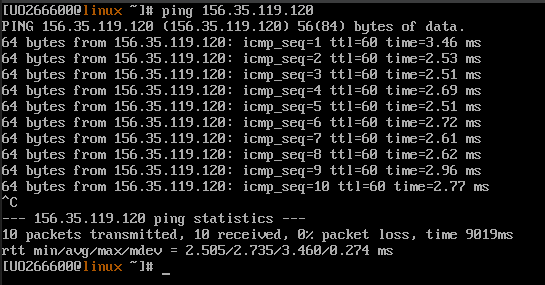 [UO266600@linux ~]# ping 156.35.119.120
PING 156.35.119.120 (156.35.119.120) 56(84) bytes of data.
64 bytes from 156.35.119.120: icmp_seq=1 ttl=60 time=3.46 ms
64 bytes from 156.35.119.120: icmp_seq=2 ttl=60 time=2.53 ms
64 bytes from 156.35.119.120: icmp_seq=3 ttl=60 time=2.51 ms
64 bytes from 156.35.119.120: icmp_seq=4 ttl=60 time=2.69 ms
64 bytes from 156.35.119.120: icmp_seq=5 ttl=60 time=2.51 ms
64 bytes from 156.35.119.120: icmp_seq=6 ttl=60 time=2.72 ms
64 bytes from 156.35.119.120: icmp_seq=7 ttl=60 time=2.61 ms
64 bytes from 156.35.119.120: icmp_seq=8 ttl=60 time=2.62 ms
64 bytes from 156.35.119.120: icmp_seq=9 ttl=60 time=2.96 ms
64 bytes from 156.35.119.120: icmp_seq=10 ttl=60 time=2.77 ms
^C
--- 156.35.119.120 ping statistics ---
10 packets transmitted, 10 received, 0% packet loss, time 9019ms
rtt min/avg/max/mdev = 2.505/2.735/3.460/0.274 ms
[UO266600@linux ~]# _